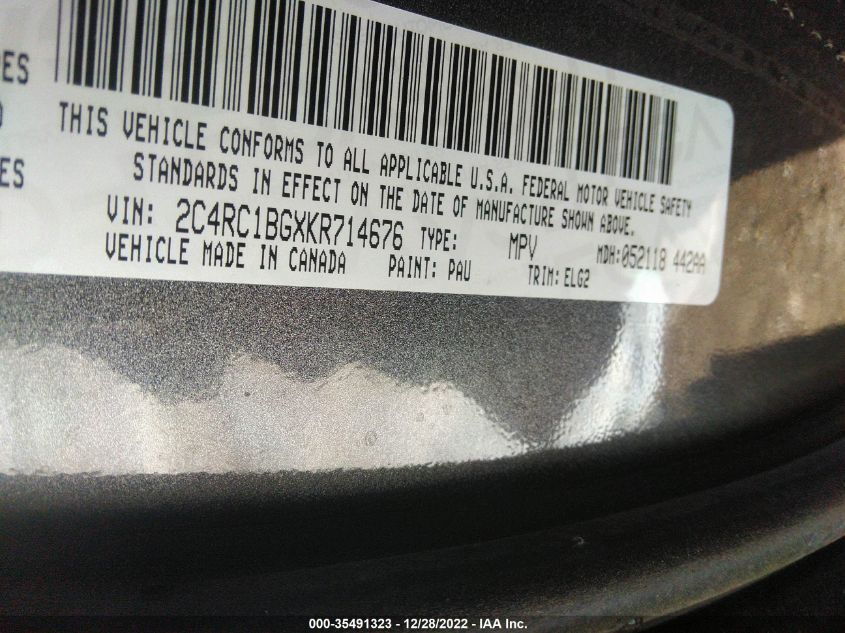 ES
THIS VEHICLE CONFORMS TO ALL APPLICABLE U.S.A. FEDERAL MOTOR VEHICLE SAFETY
ES
STANDARDS IN EFFECT ON THE DATE OF MANUFACTURE SHOWN ABOVE.
VIN: 2C4RC1BGXKR714676 TYPE: MPV MDH:052118 442AA
VEHICLE MADE IN CANADA PAINT: PAU TRIM: ELG2
000-35491323 - 12/28/2022 - IAA Inc.